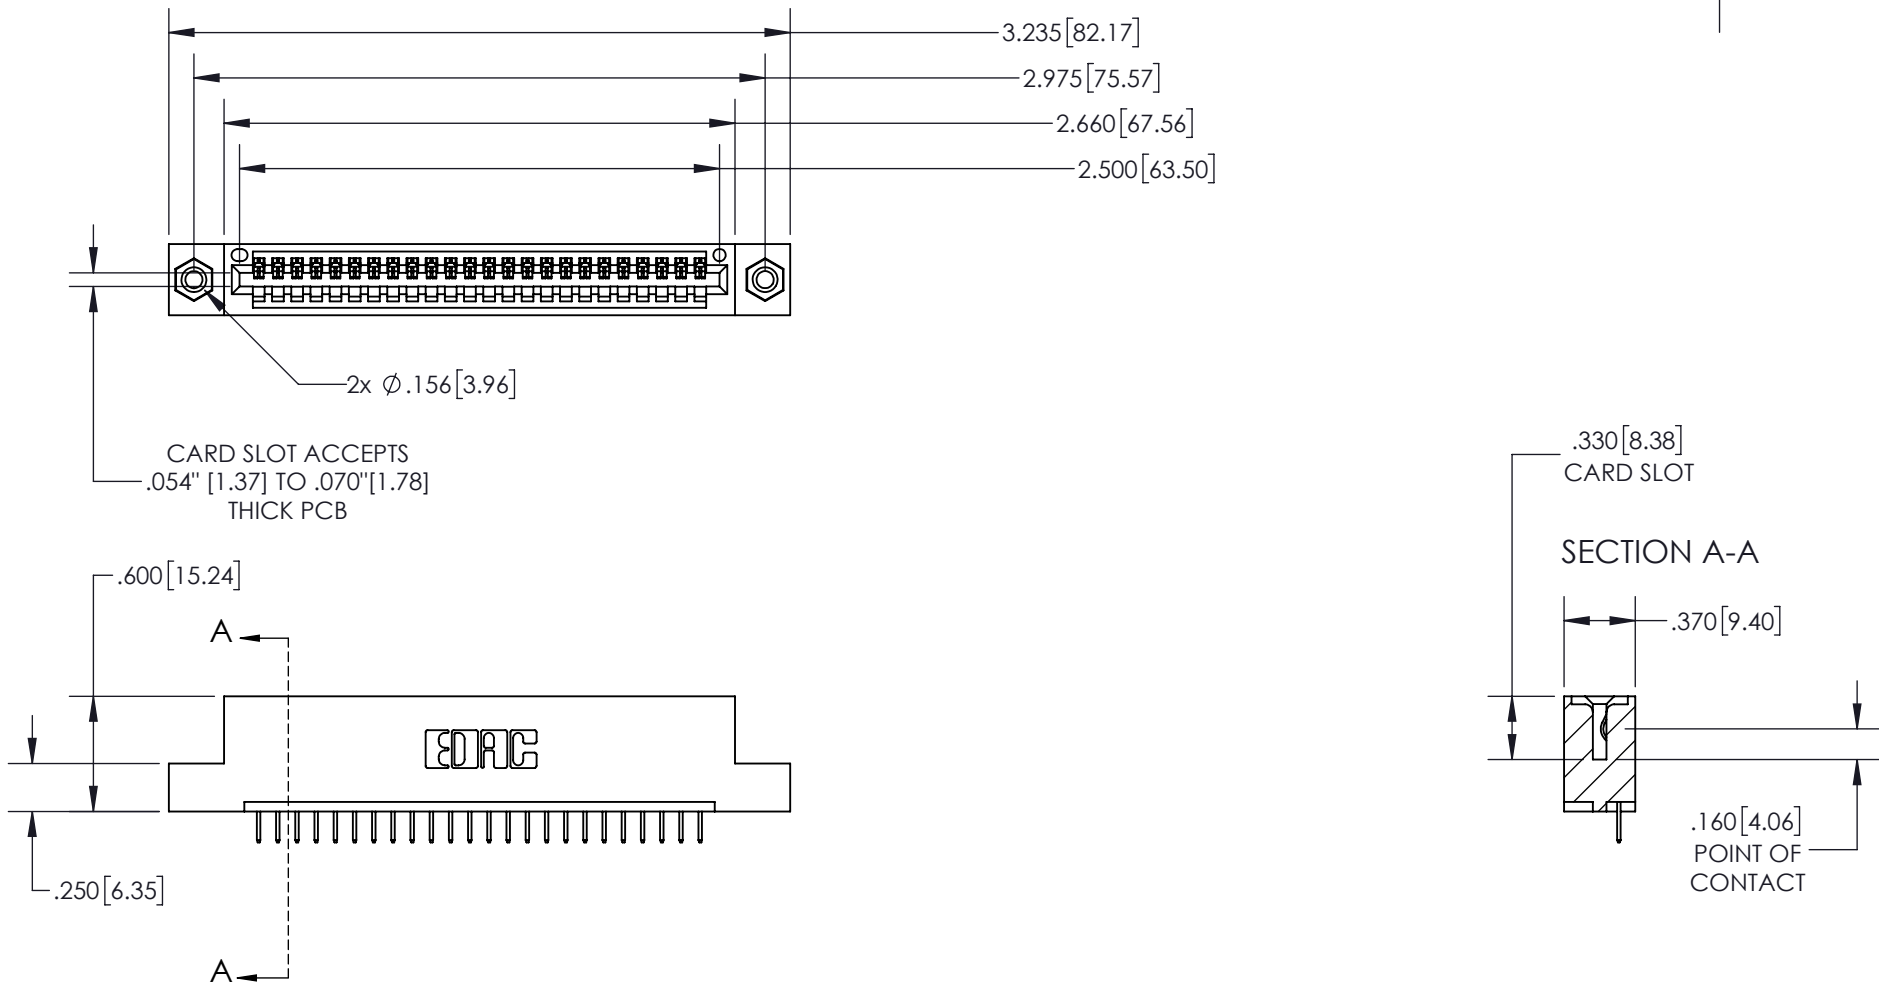 3.235[82.17]
2.975[75.57]
2.660[67.56]
2.500[63.50]
2x ∅.156[3.96]
CARD SLOT ACCEPTS
.054" [1.37] TO .070"[1.78]
THICK PCB
.330[8.38]
CARD SLOT
SECTION A-A
.600[15.24]
.370[9.40]
A
EDAC
.160[4.06]
POINT OF
CONTACT
.250[6.35]
A